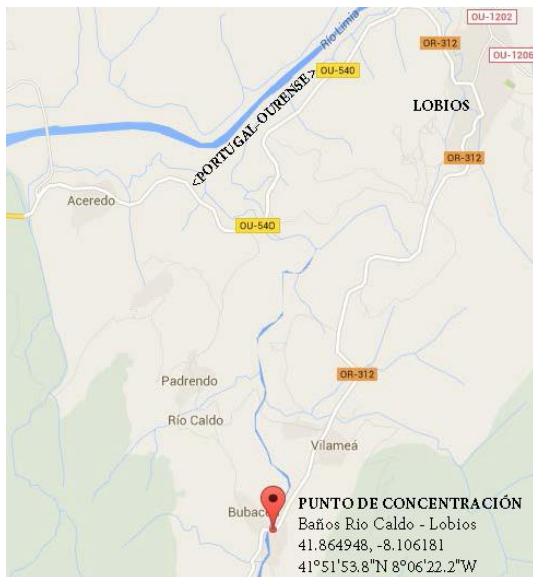 OU-1202
Río Limia
OR-312
OU-1206
OU-540
<PORTUGAL-OURENSE>
LOBIOS
OR-312
Aceredo
OU-540
OR-312
Padrendo
Río Caldo
Vilameá
Bubace
PUNTO DE CONCENTRACIÓN
Baños Rio Caldo - Lobios
41.864948, -8.106181
41°51'53.8"N 8°06'22.2"W